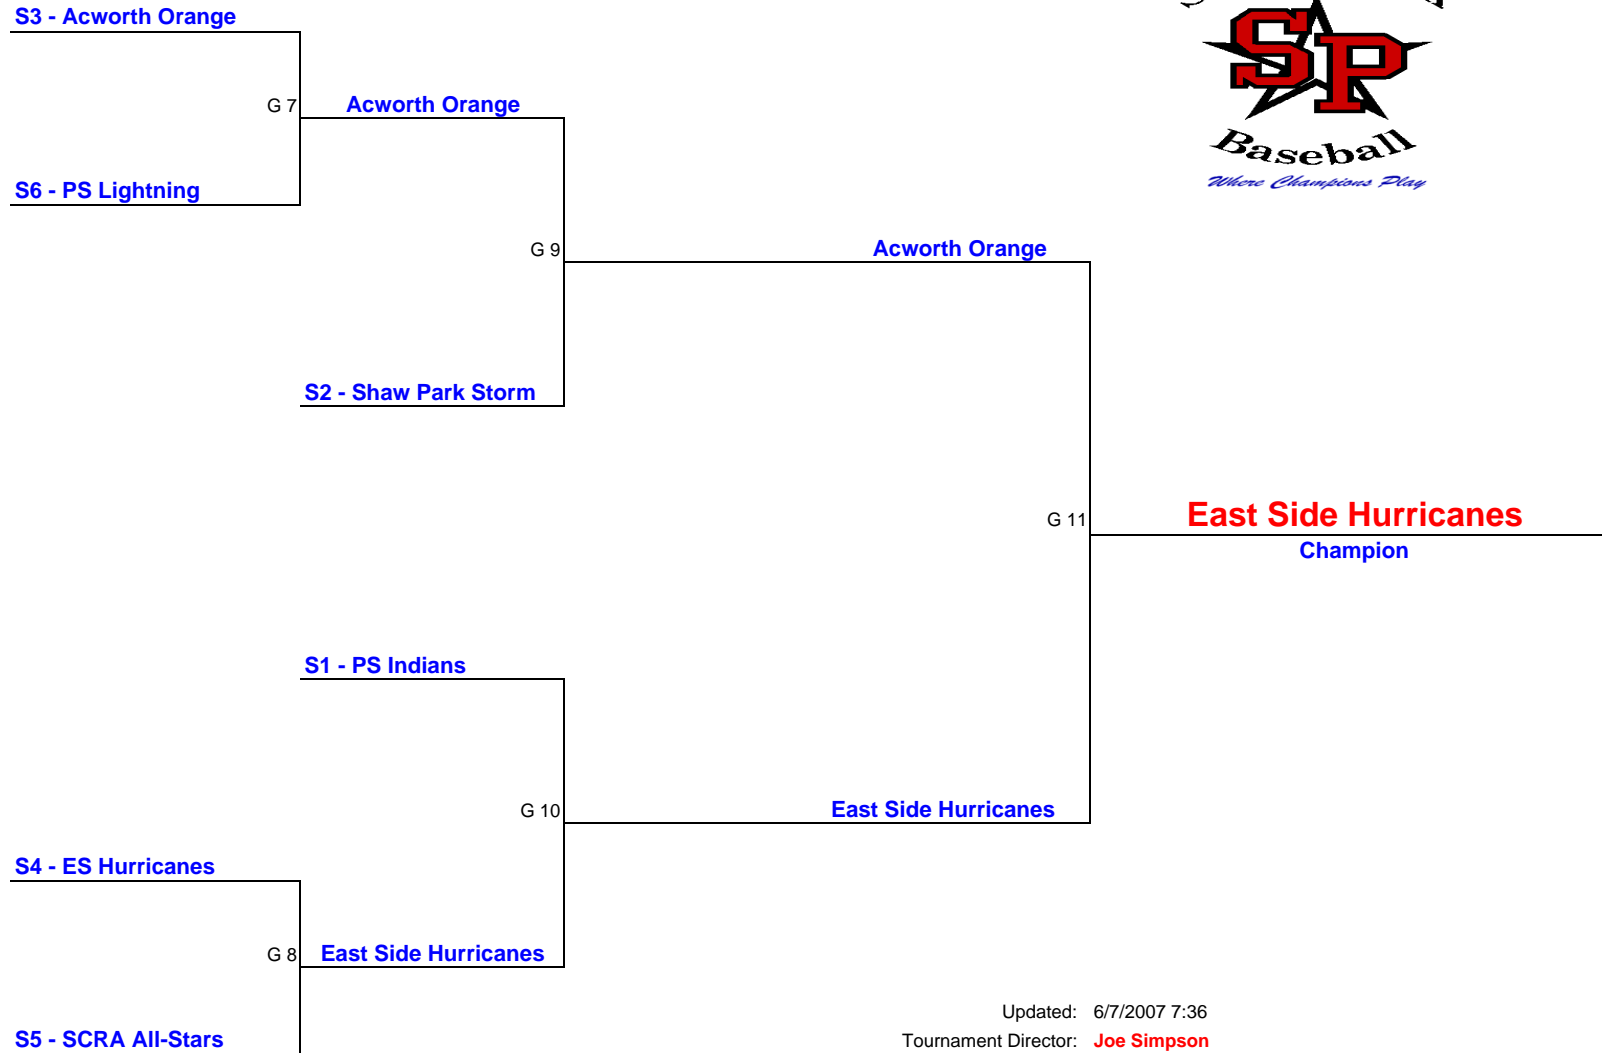 S3 - Acworth Orange
SP
G 7
Acworth Orange
Baseball
Where Champions Play
S6 - PS Lightning
G 9
Acworth Orange
S2 - Shaw Park Storm
G 11
East Side Hurricanes
Champion
S1 - PS Indians
G 10
East Side Hurricanes
S4 - ES Hurricanes
G 8
East Side Hurricanes
Updated: 6/7/2007 7:36
S5 - SCRA All-Stars
Tournament Director: Joe Simpson